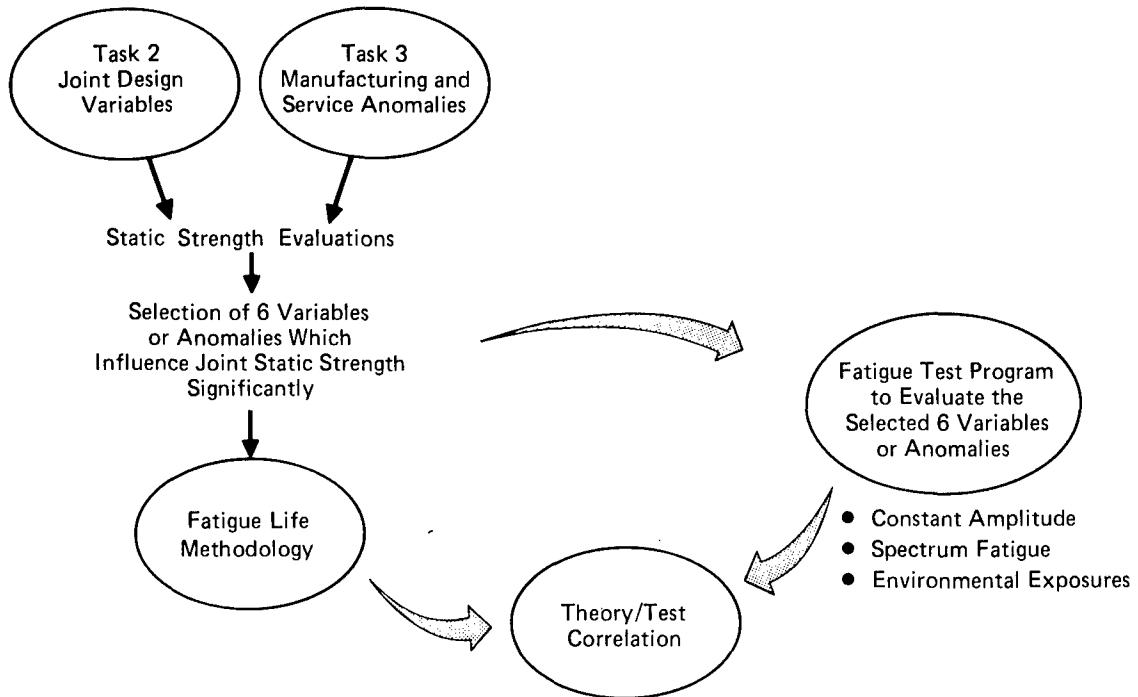 Task 2
Joint Design
Variables
Task 3
Manufacturing and
Service Anomalies
Static Strength Evaluations
Selection of 6 Variables
or Anomalies Which
Influence Joint Static Strength
Significantly
Fatigue Test Program
to Evaluate the
Selected 6 Variables
or Anomalies
Fatigue Life
Methodology
● Constant Amplitude
● Spectrum Fatigue
● Environmental Exposures
Theory/Test
Correlation